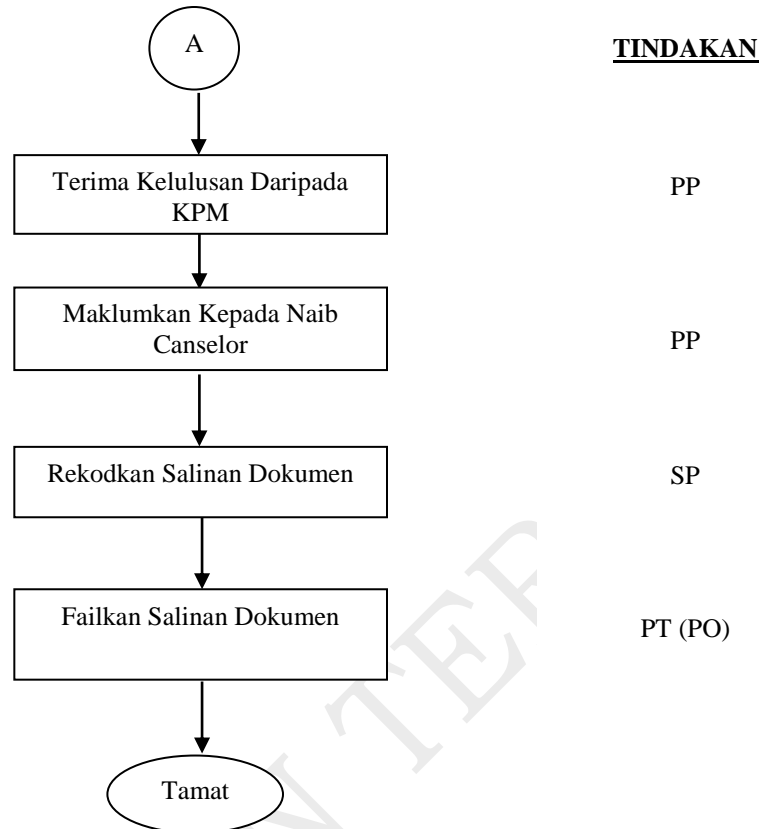 A
TINDAKAN
Terima Kelulusan Daripada
KPM
PP
Maklumkan Kepada Naib
Canselor
PP
Rekodkan Salinan Dokumen
SP
Failkan Salinan Dokumen
PT (PO)
Tamat